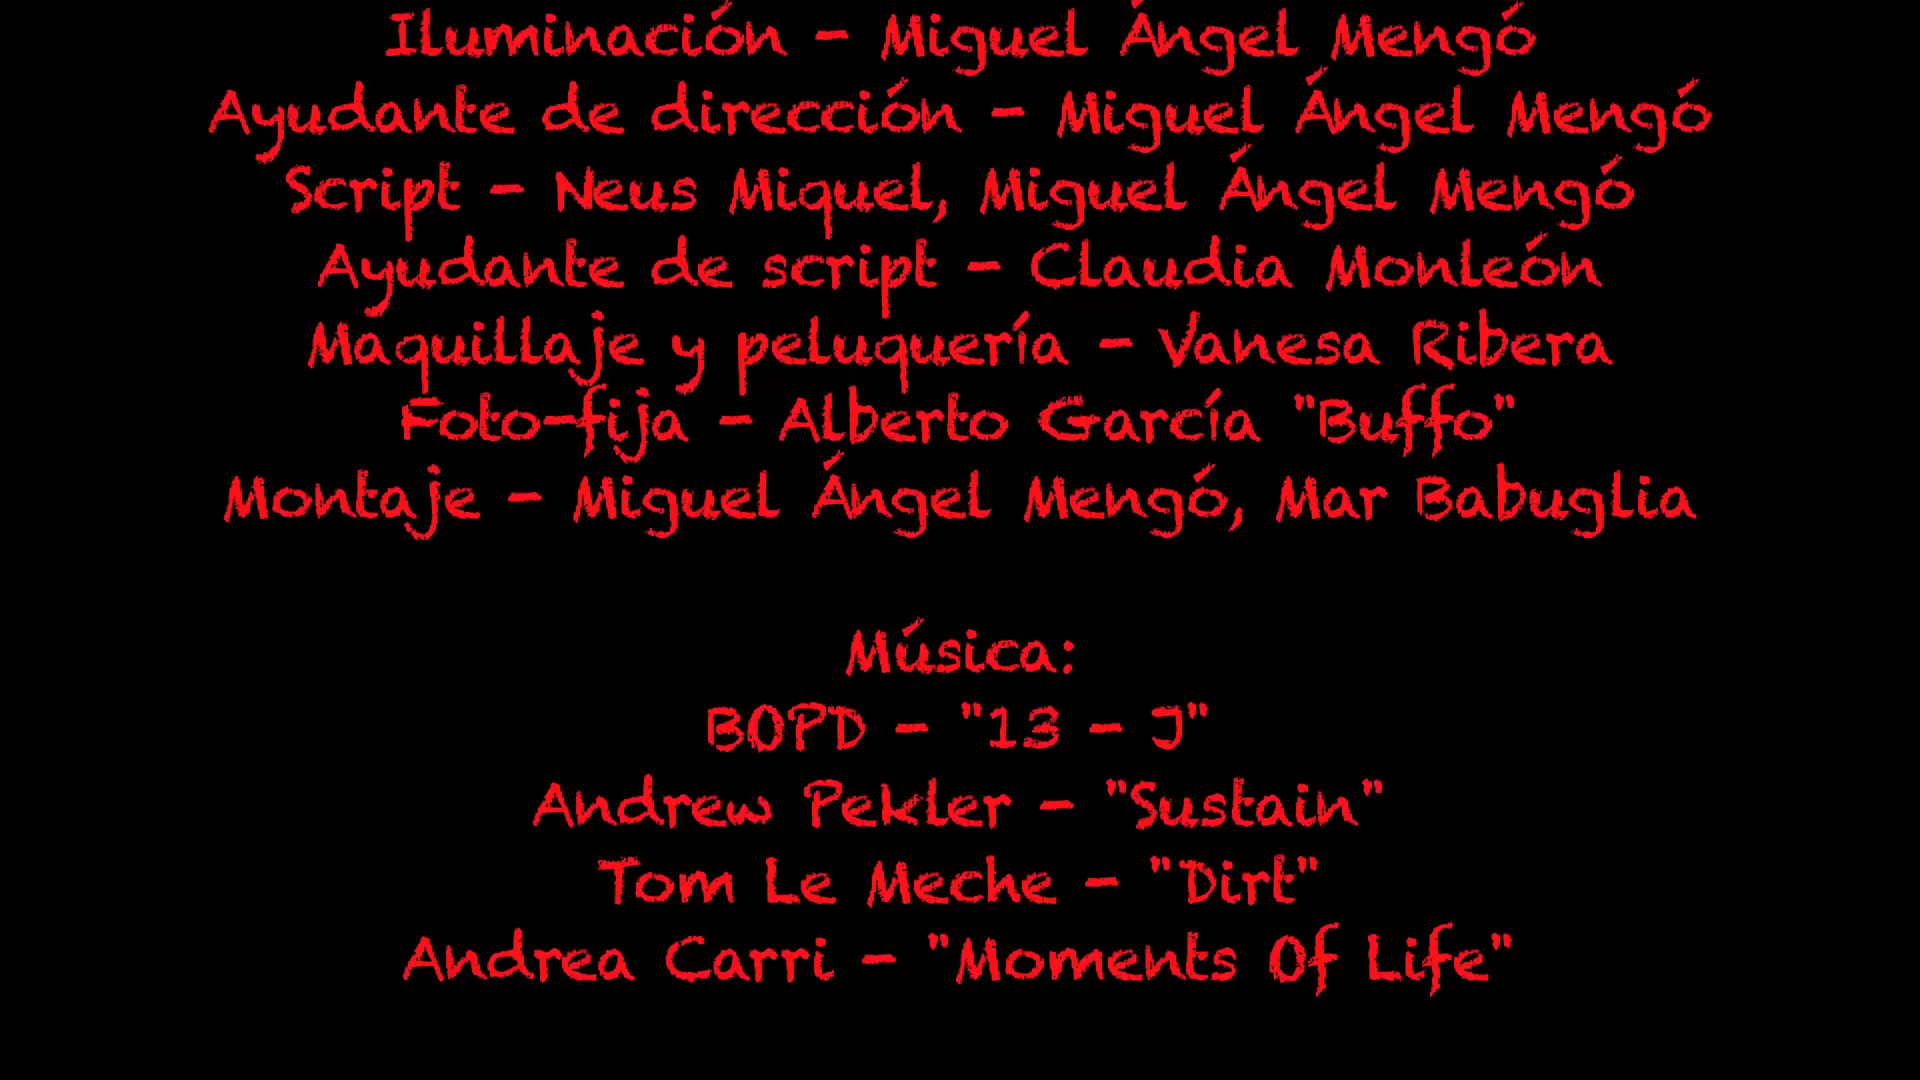 Iluminación - Miguel Ángel Mengó
Ayudante de dirección - Miguel Ángel Mengó
Script - Neus Miquel, Miguel Ángel Mengó
Ayudante de script - Claudia Monleón
Maquillaje y peluquería - Vanesa Ribera
Foto-fija - Alberto García "Buffo"
Montaje - Miguel Ángel Mengó, Mar Babuglia
Música:
BOPD - "13 - J"
Andrew Pekler - "Sustain"
Tom Le Meche - "Dirt"
Andrea Carri - "Moments Of Life"